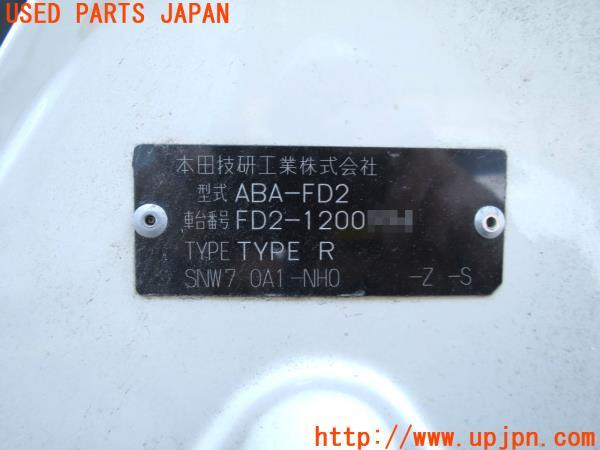 USED PARTS JAPAN
本田技研工業株式会社
型式 ABA-FD2
車台番号 FD2-1200
TYPE TYPE R
SNW7 0A1-NH0 -Z -S
UPJ
http://www.upjpn.com/